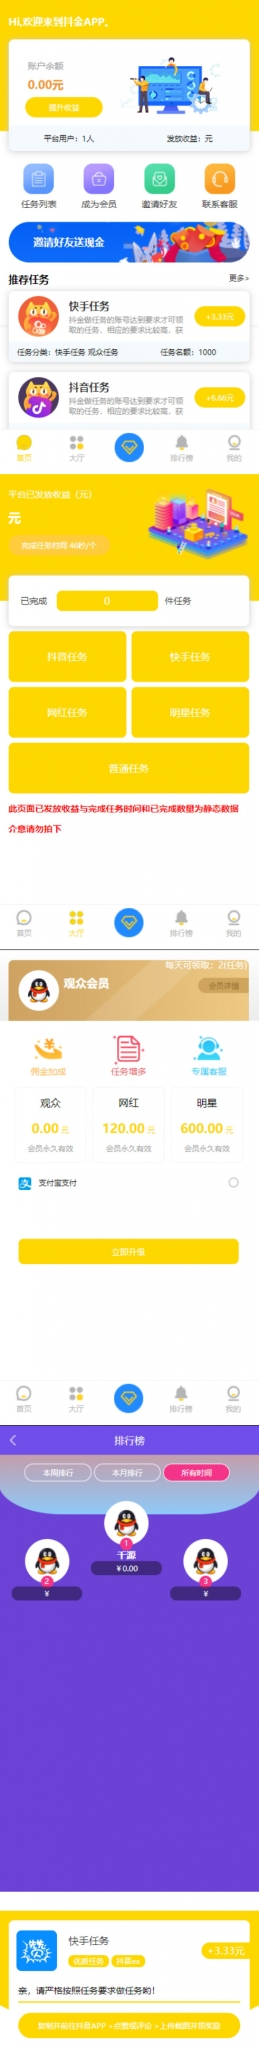 Hi,欢迎来到抖金APP。
账户余额
0.00元
提升收益
平台用户：1人
发放收益：元
任务列表
成为会员
邀请好友
联系客服
邀请好友送现金
推荐任务
更多>
快手任务
抖金做任务的账号达到要求才可领
取的任务，相应的要求比较高，获
+3.33元
任务分类：快手任务 观众任务
任务名额：1000
抖音任务
抖金做任务的账号达到要求才可领
取的任务，相应的要求比较高，获
+6.66元
首页
大厅
排行榜
我的
平台已发放收益（元）
元
完成任务时间 46秒/个
已完成
0
件任务
抖音任务
快手任务
网红任务
明星任务
普通任务
此页面已发放收益与完成任务时间和已完成数量为静态数据
介意请勿拍下
首页
大厅
排行榜
我的
每天可领取：2(任务)
观众会员
会员详情
佣金加成
任务增多
专属客服
观众
网红
明星
0.00 元
120.00 元
600.00 元
会员永久有效
会员永久有效
会员永久有效
支付宝支付
立即升级
首页
大厅
排行榜
我的
排行榜
本周排行
本月排行
所有时间
1
千源
¥0.00
2
¥
3
¥
快手任务
抖音ex
+3.33元
亲，请严格按照任务要求做任务哟！
复制并前往抖音APP >点赞或评论 >上传截图并领奖励